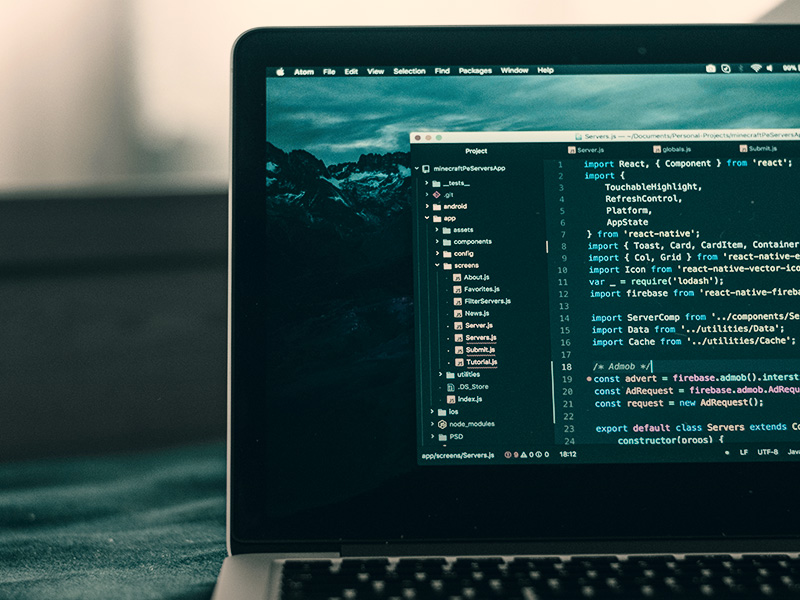 Atom File Edit View Selection Find Packages Window Help
Servers.js — ~/Documents/Personal-Projects/minecraftPeServersAp
Project
Server.js
globals.js
Submit.js
minecraftPeServersApp
__tests__
.git
android
app
assets
components
config
screens
About.js
Favorites.js
FilterServers.js
News.js
Server.js
Servers.js
Submit.js
Tutorial.js
utilities
.DS_Store
Index.js
ios
node_modules
PSD
1 import React, { Component } from 'react';
2 import {
3 TouchableHighlight,
4 RefreshControl,
5 Platform,
6 AppState
7 } from 'react-native';
8 import { Toast, Card, CardItem, Container
9 import { Col, Grid } from 'react-native-e
10 import Icon from 'react-native-vector-ico
11 var _ = require('lodash');
12 import firebase from 'react-native-fireba
13
14 import ServerComp from '../components/Se
15 import Data from '../utilities/Data';
16 import Cache from '../utilities/Cache';
17
18 /* Admob */
19 const advert = firebase.admob().interst
20 const AdRequest = firebase.admob.AdRequ
21 const request = new AdRequest();
22
23 export default class Servers extends Co
24 constructor(props) {
app/screens/Servers.js 9 0 0 18:12 LF UTF-8 Java